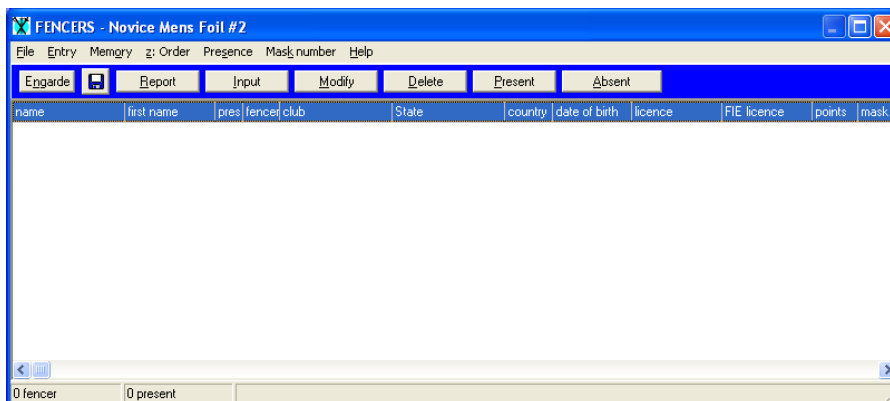 FENCERS - Novice Mens Foil #2
File Entry Memory z: Order Presence Mask number Help
Engarde Report Input Modify Delete Present Absent
name first name pres fencer club State country date of birth licence FIE licence points mask
0 fencer 0 present